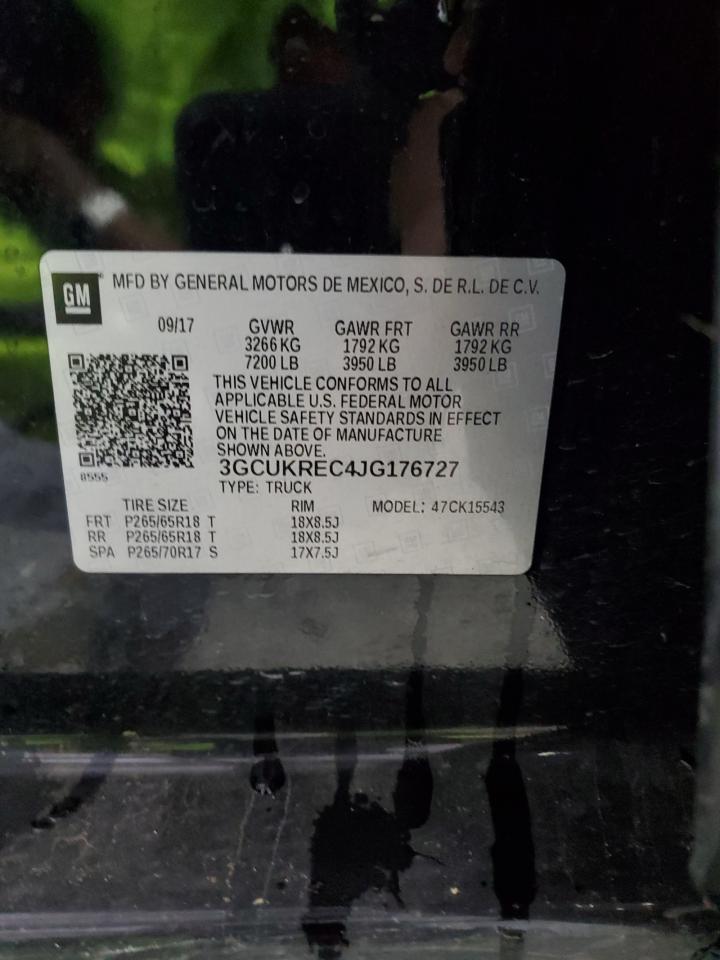 GM
MFD BY GENERAL MOTORS DE MEXICO, S. DE R.L. DE C.V.
09/17 GVWR GAWR FRT GAWR RR
3266 KG 1792 KG 1792 KG
7200 LB 3950 LB 3950 LB
THIS VEHICLE CONFORMS TO ALL
APPLICABLE U.S. FEDERAL MOTOR
VEHICLE SAFETY STANDARDS IN EFFECT
ON THE DATE OF MANUFACTURE
SHOWN ABOVE.
3GCUKREC4JG176727
8555
TYPE: TRUCK
TIRE SIZE RIM MODEL: 47CK15543
FRT P265/65R18 T 18X8.5J
RR P265/65R18 T 18X8.5J
SPA P265/70R17 S 17X7.5J